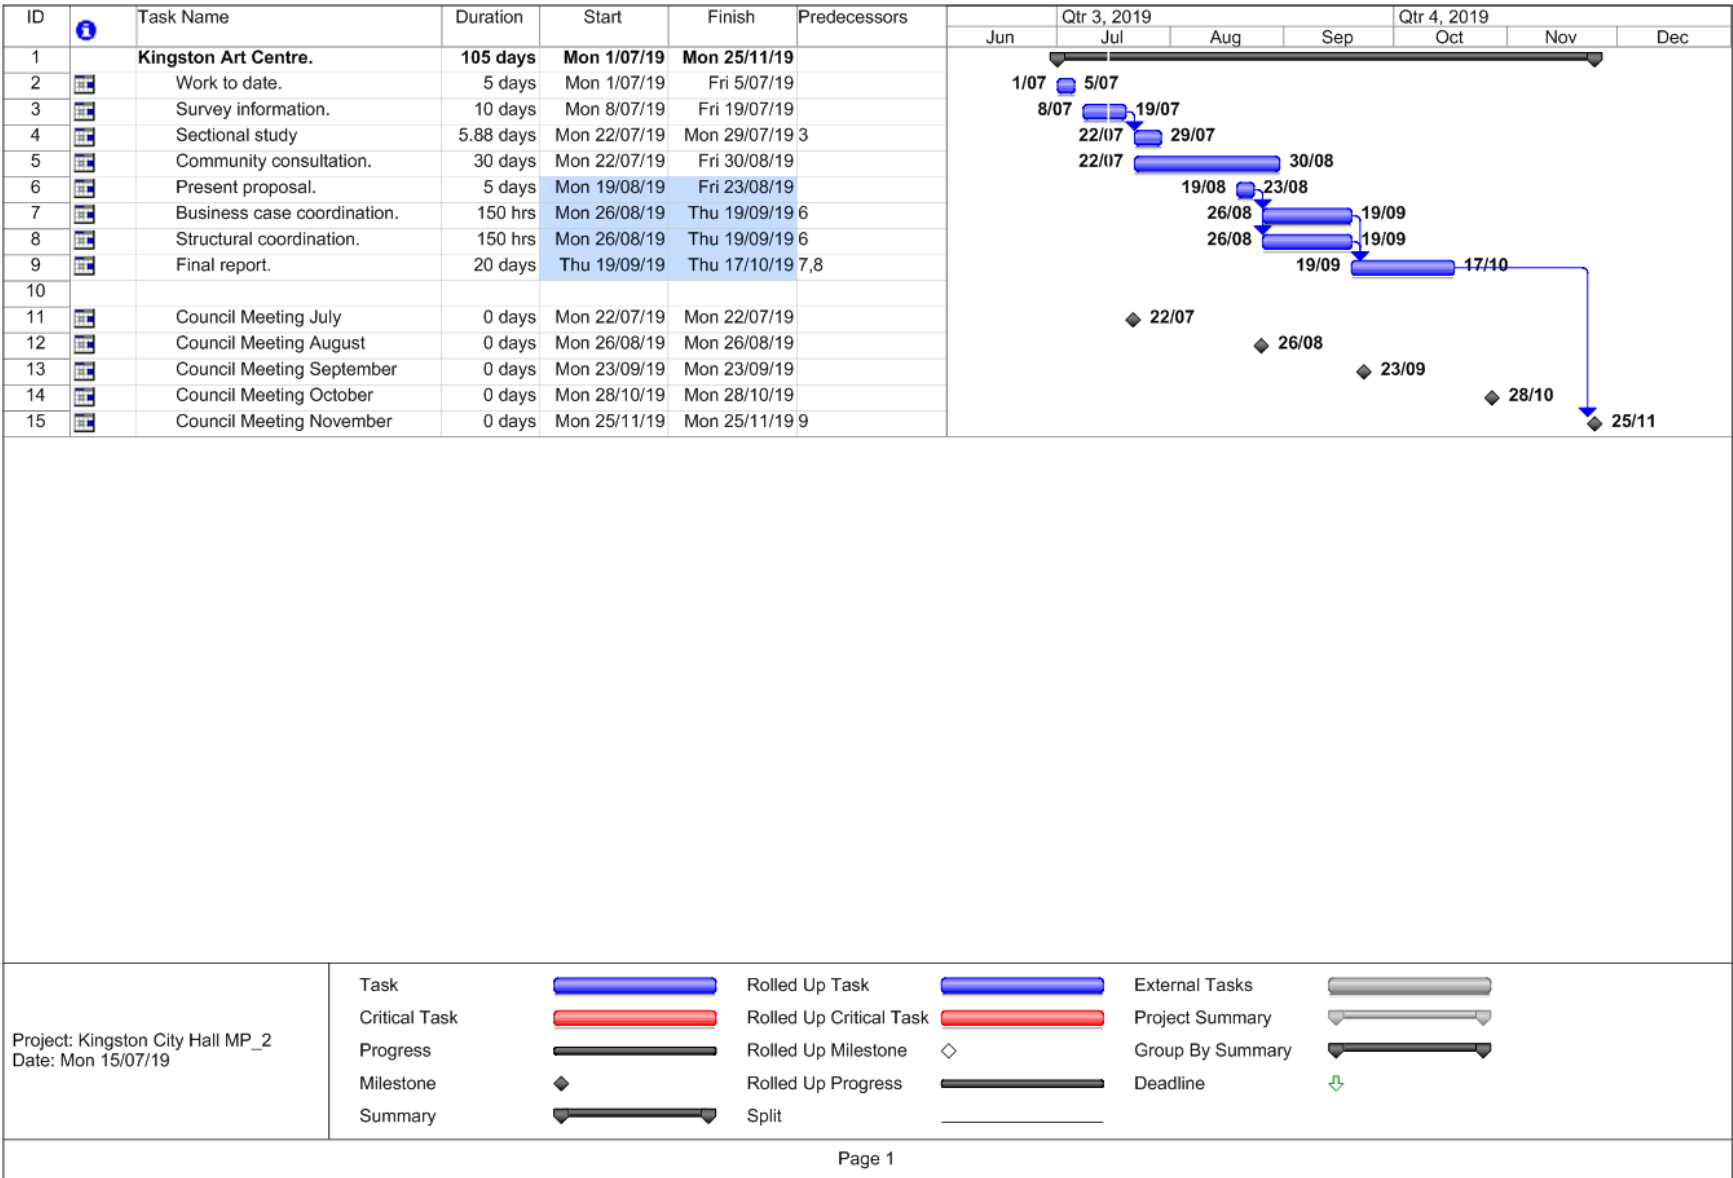 ID Task Name Duration Start Finish Predecessors Qtr 3, 2019 Qtr 4, 2019
Jun Jul Aug Sep Oct Nov Dec
1 Kingston Art Centre. 105 days Mon 1/07/19 Mon 25/11/19
2 Work to date. 5 days Mon 1/07/19 Fri 5/07/19 1/07 5/07
3 Survey information. 10 days Mon 8/07/19 Fri 19/07/19 8/07 19/07
4 Sectional study 5.88 days Mon 22/07/19 Mon 29/07/19 3 22/07 29/07
5 Community consultation. 30 days Mon 22/07/19 Fri 30/08/19 22/07 30/08
6 Present proposal. 5 days Mon 19/08/19 Fri 23/08/19 19/08 23/08
7 Business case coordination. 150 hrs Mon 26/08/19 Thu 19/09/19 6 26/08 19/09
8 Structural coordination. 150 hrs Mon 26/08/19 Thu 19/09/19 6 26/08 19/09
9 Final report. 20 days Thu 19/09/19 Thu 17/10/19 7,8 19/09 17/10
10
11 Council Meeting July 0 days Mon 22/07/19 Mon 22/07/19 22/07
12 Council Meeting August 0 days Mon 26/08/19 Mon 26/08/19 26/08
13 Council Meeting September 0 days Mon 23/09/19 Mon 23/09/19 23/09
14 Council Meeting October 0 days Mon 28/10/19 Mon 28/10/19 28/10
15 Council Meeting November 0 days Mon 25/11/19 Mon 25/11/19 9 25/11
Project: Kingston City Hall MP_2
Date: Mon 15/07/19
Task Rolled Up Task External Tasks
Critical Task Rolled Up Critical Task Project Summary
Progress Rolled Up Milestone Group By Summary
Milestone Rolled Up Progress Deadline
Summary Split
Page 1